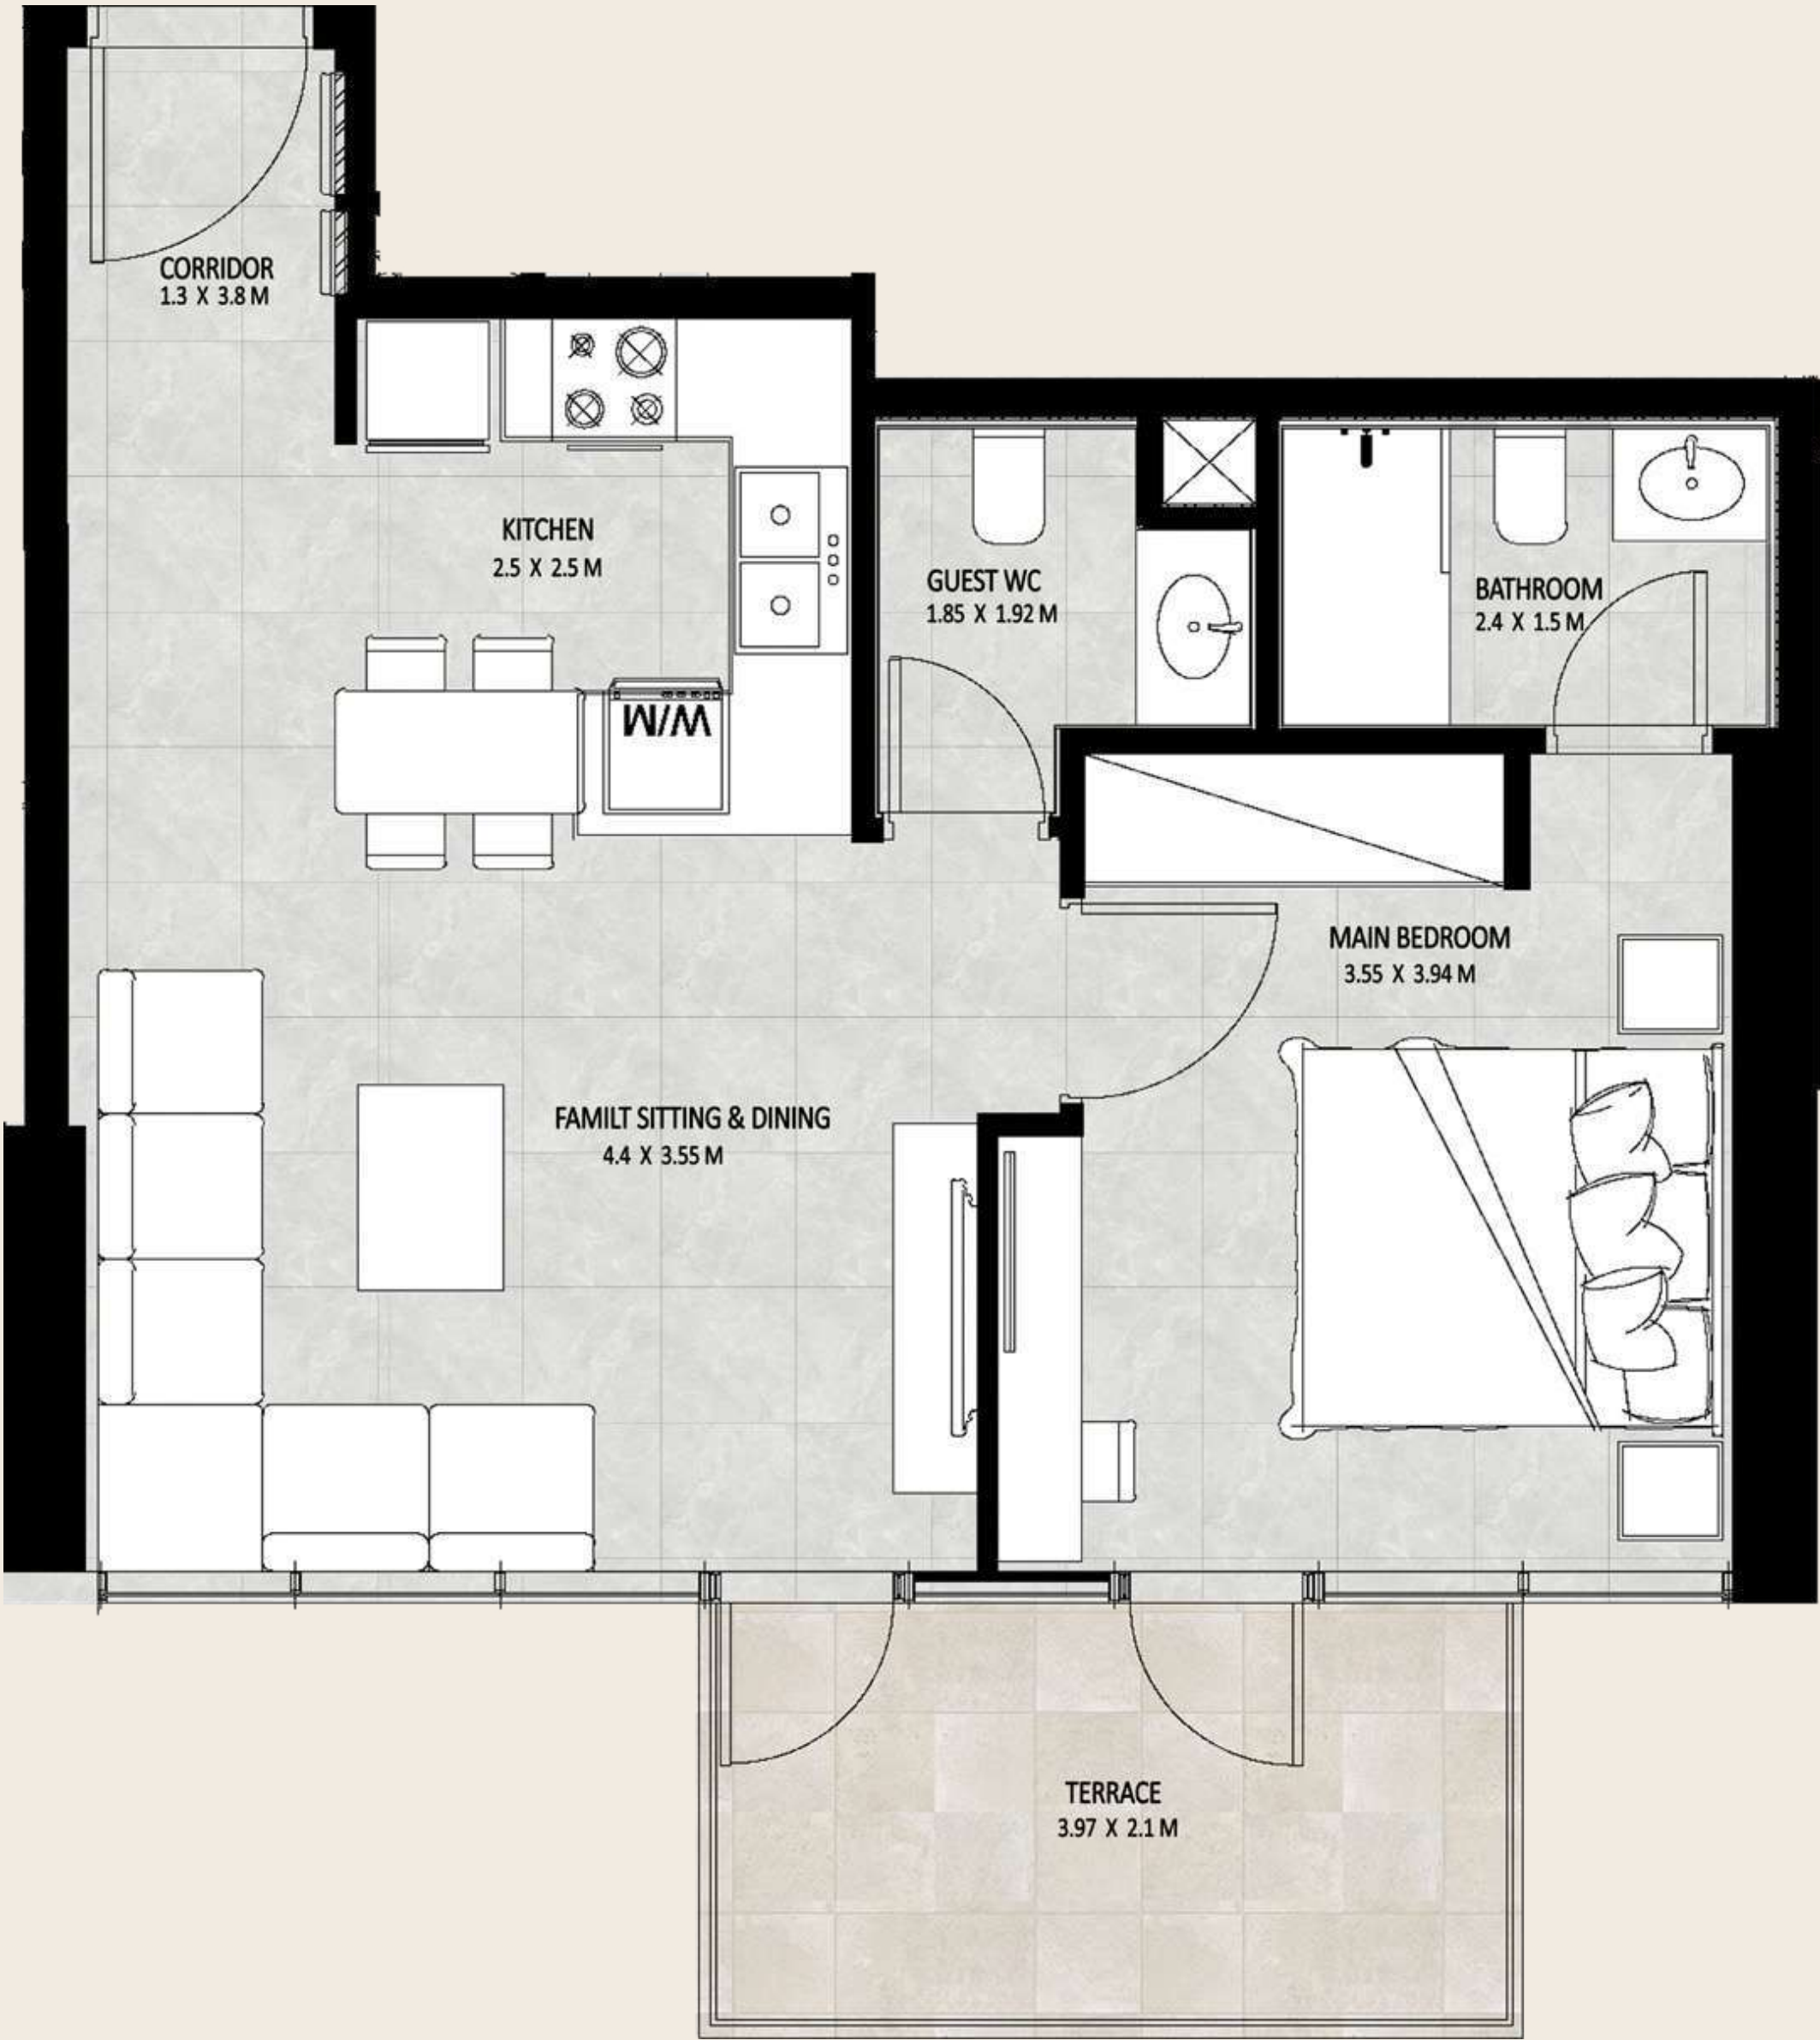 CORRIDOR
1.3 X 3.8 M
KITCHEN
2.5 X 2.5 M
GUEST WC
1.85 X 1.92 M
BATHROOM
2.4 X 1.5 M
W/M
MAIN BEDROOM
3.55 X 3.94 M
FAMILT SITTING & DINING
4.4 X 3.55 M
TERRACE
3.97 X 2.1 M